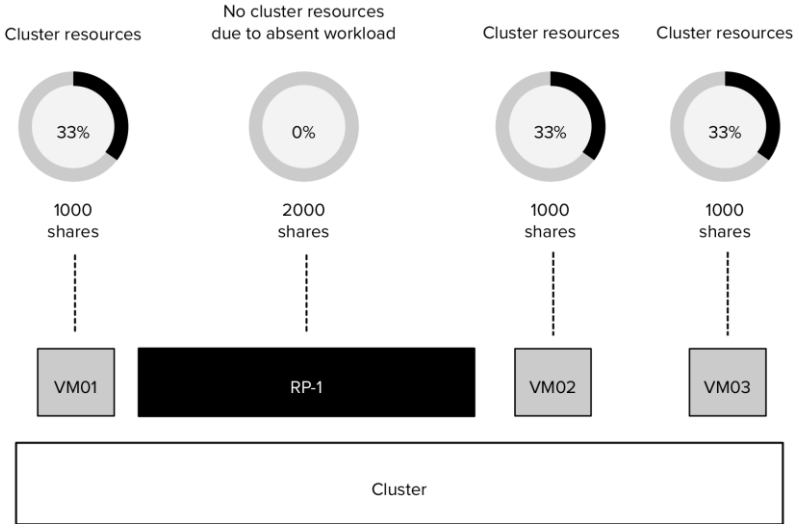 Cluster resources
No cluster resources
due to absent workload
Cluster resources
Cluster resources
33%
0%
33%
33%
1000
shares
2000
shares
1000
shares
1000
shares
VM01
RP-1
VM02
VM03
Cluster